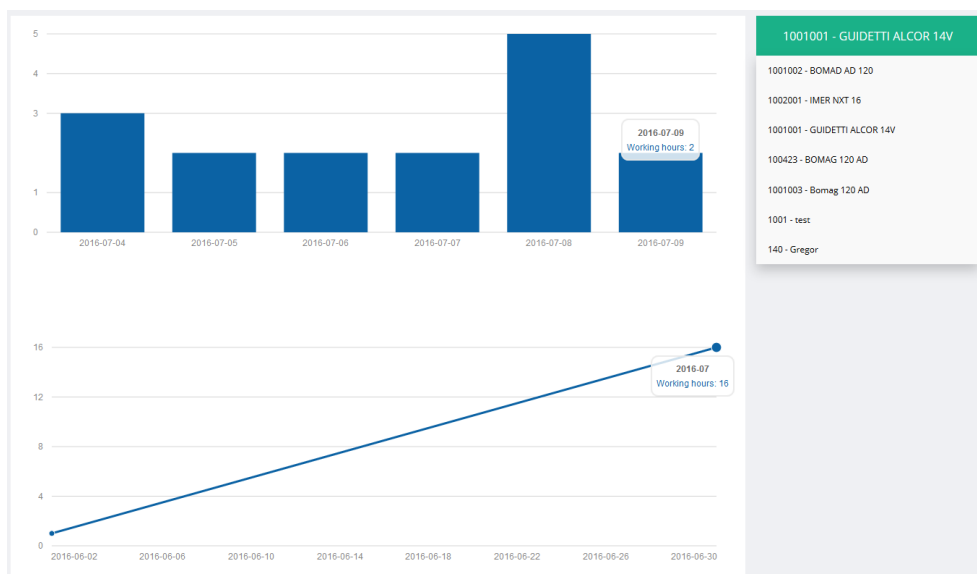 5
4
3
1
0
2016-07-04
2016-07-05
2016-07-06
2016-07-07
2016-07-08
2016-07-09
2016-07-09
Working hours: 2
16
12
8
4
0
2016-06-02
2016-06-06
2016-06-10
2016-06-14
2016-06-18
2016-06-22
2016-06-26
2016-06-30
2016-07
Working hours: 16
1001001 - GUIDETTI ALCOR 14V
1001002 - BOMAD AD 120
1002001 - IMER NXT 16
1001001 - GUIDETTI ALCOR 14V
100423 - BOMAG 120 AD
1001003 - Bomag 120 AD
1001 - test
140 - Gregor